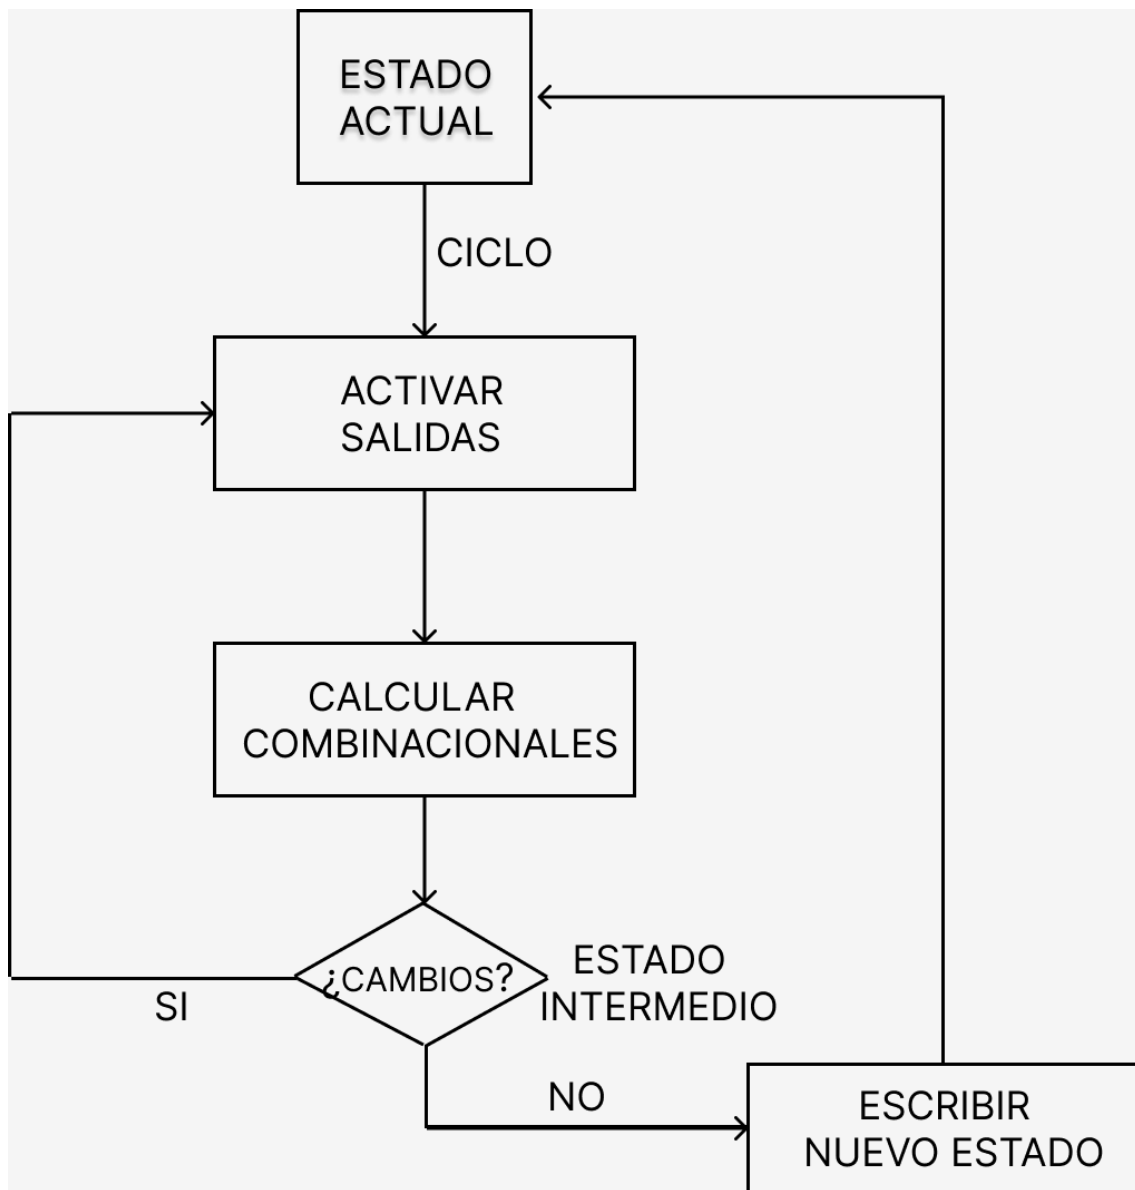 ESTADO
ACTUAL
CICLO
ACTIVAR
SALIDAS
CALCULAR
COMBINACIONALES
¿CAMBIOS?
ESTADO
INTERMEDIO
SI
NO
ESCRIBIR
NUEVO ESTADO